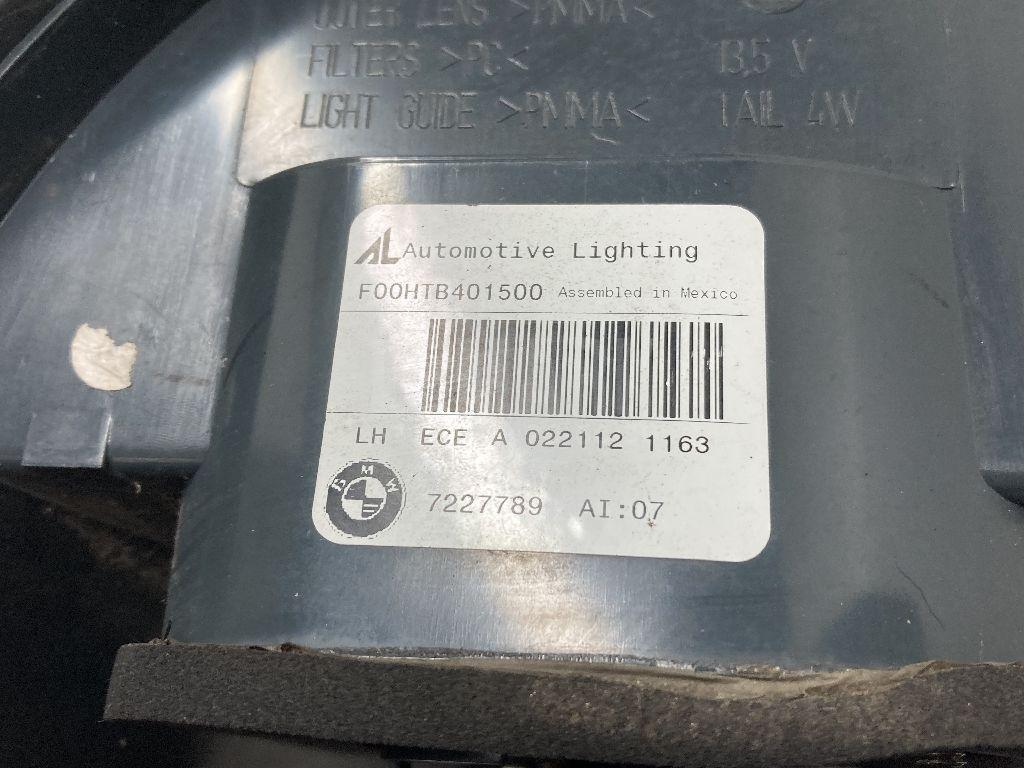 OUTER LENS >PMMA<
FILTERS >PC< 13,5 V
LIGHT GUIDE >PMMA< TAIL 4W
AL Automotive Lighting
F00HTB401500 Assembled in Mexico
LH ECE A 022112 1163
BMW
7227789 AI:07